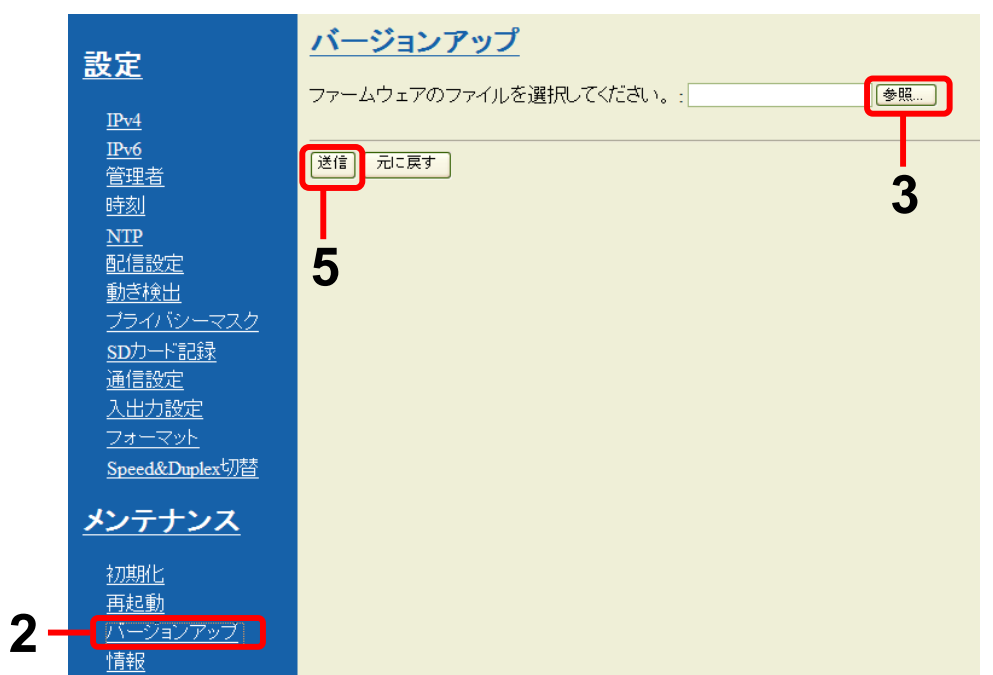 設定
IPv4
IPv6
管理者
時刻
NTP
配信設定
動き検出
プライバシーマスク
SDカード記録
通信設定
入出力設定
フォーマット
Speed&Duplex切替
メンテナンス
初期化
再起動
2
バージョンアップ
情報
バージョンアップ
ファームウェアのファイルを選択してください。:
参照...
3
送信
元に戻す
5